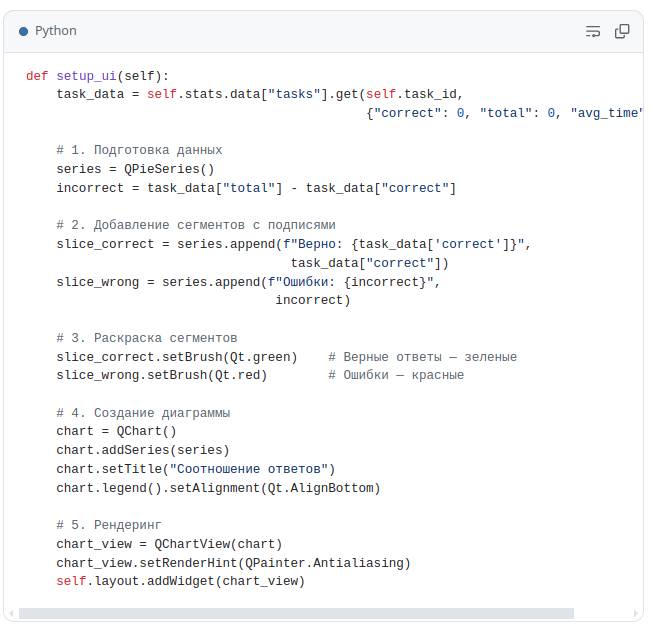 Python
def setup_ui(self):
    task_data = self.stats.data["tasks"].get(self.task_id,
                                             {"correct": 0, "total": 0, "avg_time"
    # 1. Подготовка данных
    series = QPieSeries()
    incorrect = task_data["total"] - task_data["correct"]
    # 2. Добавление сегментов с подписями
    slice_correct = series.append(f"Верно: {task_data['correct']}",
                                   task_data["correct"])
    slice_wrong = series.append(f"Ошибки: {incorrect}",
                                 incorrect)
    # 3. Раскраска сегментов
    slice_correct.setBrush(Qt.green)    # Верные ответы — зеленые
    slice_wrong.setBrush(Qt.red)        # Ошибки — красные
    # 4. Создание диаграммы
    chart = QChart()
    chart.addSeries(series)
    chart.setTitle("Соотношение ответов")
    chart.legend().setAlignment(Qt.AlignBottom)
    # 5. Рендеринг
    chart_view = QChartView(chart)
    chart_view.setRenderHint(QPainter.Antialiasing)
    self.layout.addWidget(chart_view)